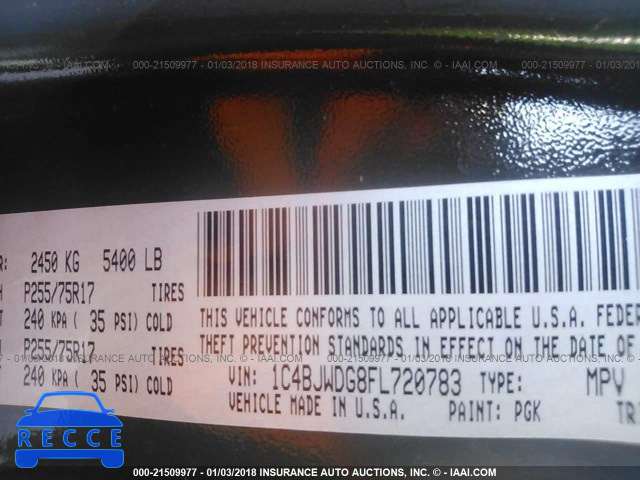 000-21509977 - 01/03/2018 INSURANCE AUTO AUCTIONS, INC. - IAAI.COM
R: 2450 KG 5400 LB
P255/75R17 TIRES
240 KPA ( 35 PSI) COLD
P255/75R17 TIRES
240 KPA ( 35 PSI) COLD
THIS VEHICLE CONFORMS TO ALL APPLICABLE U.S.A. FEDER
THEFT PREVENTION STANDARDS IN EFFECT ON THE DATE OF
VIN: 1C4BJWDG8FL720783 TYPE: MPV
VEHICLE MADE IN U.S.A. PAINT: PGK TR
RECCE
000-21509977 - 01/03/2018 INSURANCE AUTO AUCTIONS, INC. - IAAI.COM